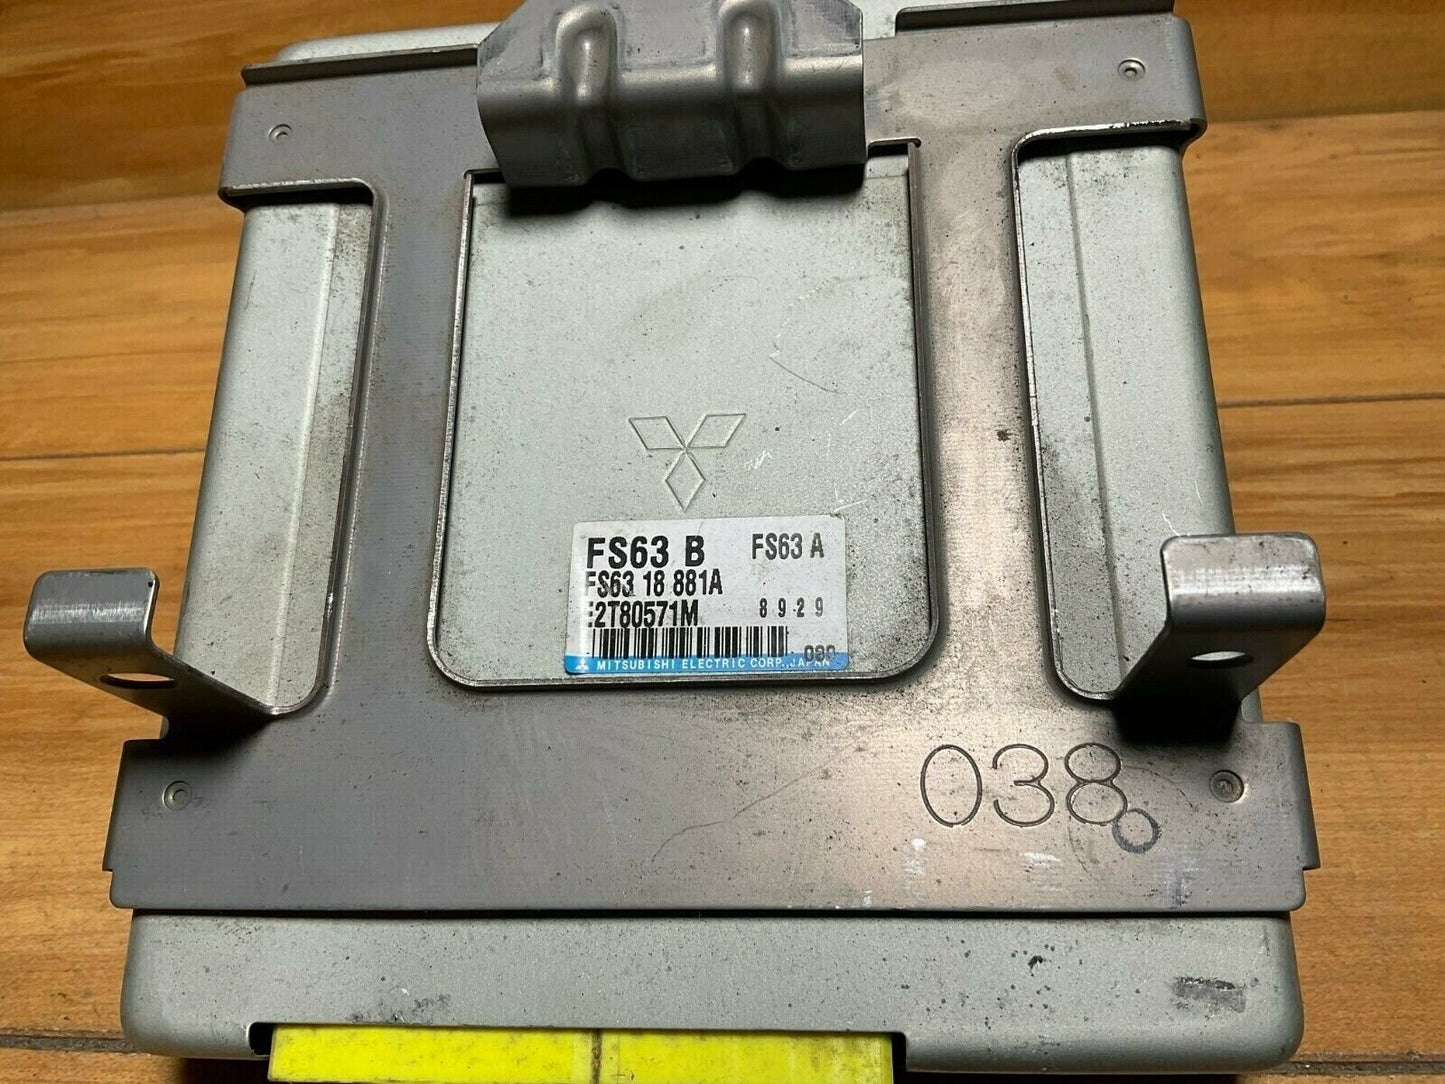 FS63 B FS63 A
FS63 18 881A
E2T80571M 8929
MITSUBISHI ELECTRIC CORP., JAPAN
038